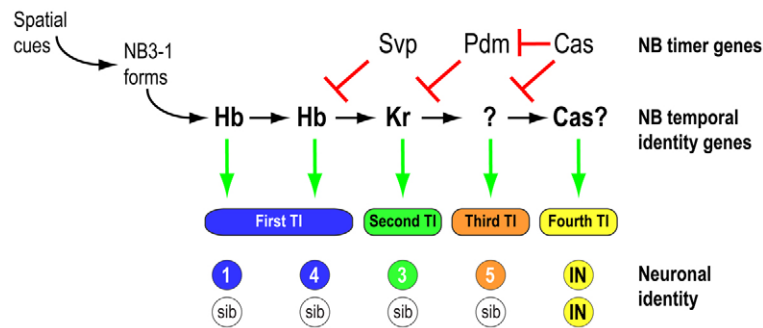 Spatial
cues
NB3-1
forms
Svp Pdm Cas NB timer genes
Hb Hb Kr ? Cas? NB temporal
identity genes
First TI Second TI Third TI Fourth TI
1 4 3 5 IN Neuronal
identity
sib sib sib sib IN